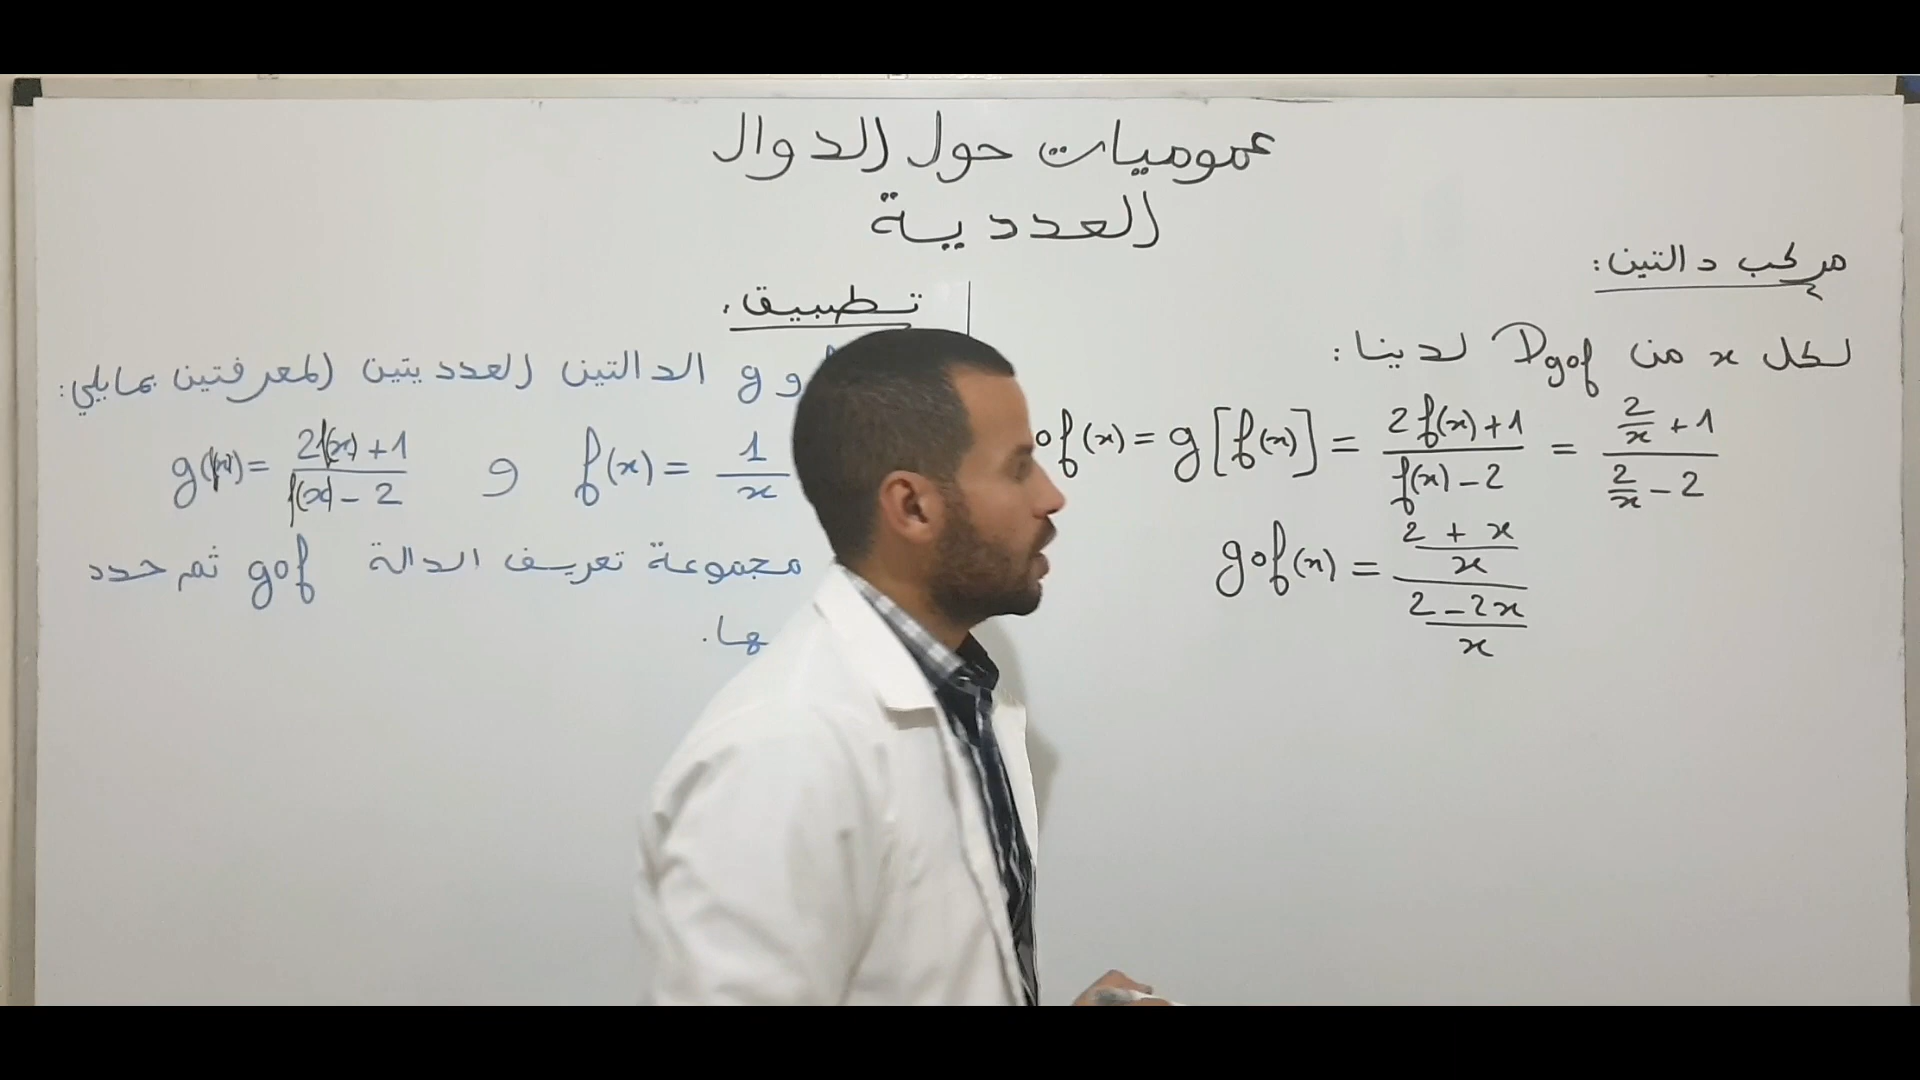 عموميات حول الدوال
العددية
مركب دالتين:
لكل x من Dgof لدينا:
of(x) = g[f(x)] = (2f(x)+1)/(f(x)-2) = (2/x + 1)/(2/x - 2)
gof(x) = ((2+x)/x)/((2-2x)/x)
تطبيق:
و g الدالتين العدديتين المعرفتين بمايلي:
f(x) = 1/x و g(x) = (2f(x)+1)/(f(x)-2)
مجموعة تعريف الدالة gof ثم حدد
ها.